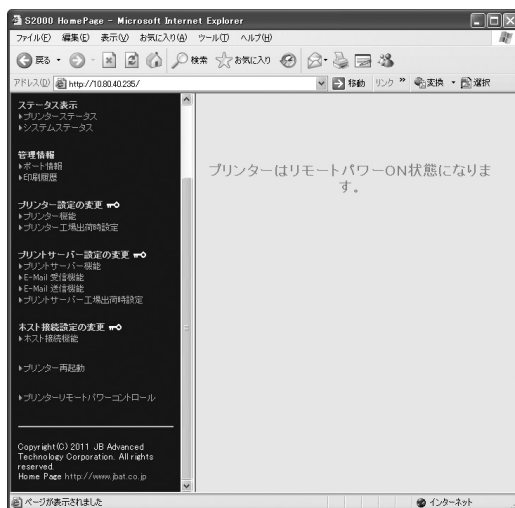 S2000 HomePage - Microsoft Internet Explorer
ファイル(F) 編集(E) 表示(V) お気に入り(A) ツール(T) ヘルプ(H)
戻る 検索 お気に入り
アドレス(D) http://10.80.40.235/ 移動 リンク » 変換 選択
ステータス表示
プリンターステータス
システムステータス
管理情報
ポート情報
印刷履歴
プリンター設定の変更
プリンター機能
プリンター工場出荷時設定
プリントサーバー設定の変更
プリントサーバー機能
E-Mail 受信機能
E-Mail 送信機能
プリントサーバー工場出荷時設定
ホスト接続設定の変更
ホスト接続機能
プリンター再起動
プリンターリモートパワーコントロール
Copyright(C) 2011 JB Advanced
Technology Corporation. All rights
reserved.
Home Page http://www.jbat.co.jp
プリンターはリモートパワーON状態になりま
す。
ページが表示されました インターネット